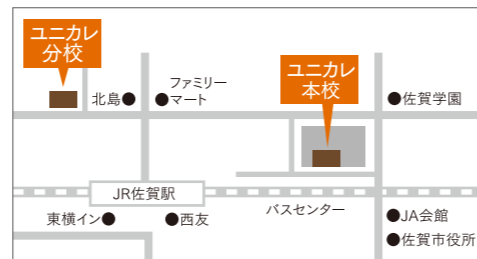 ユニカレ
分校
北島●
ファミリー
●マート
ユニカレ
本校
●佐賀学園
JR佐賀駅
バスセンター
東横イン●
●西友
●JA会館
●佐賀市役所